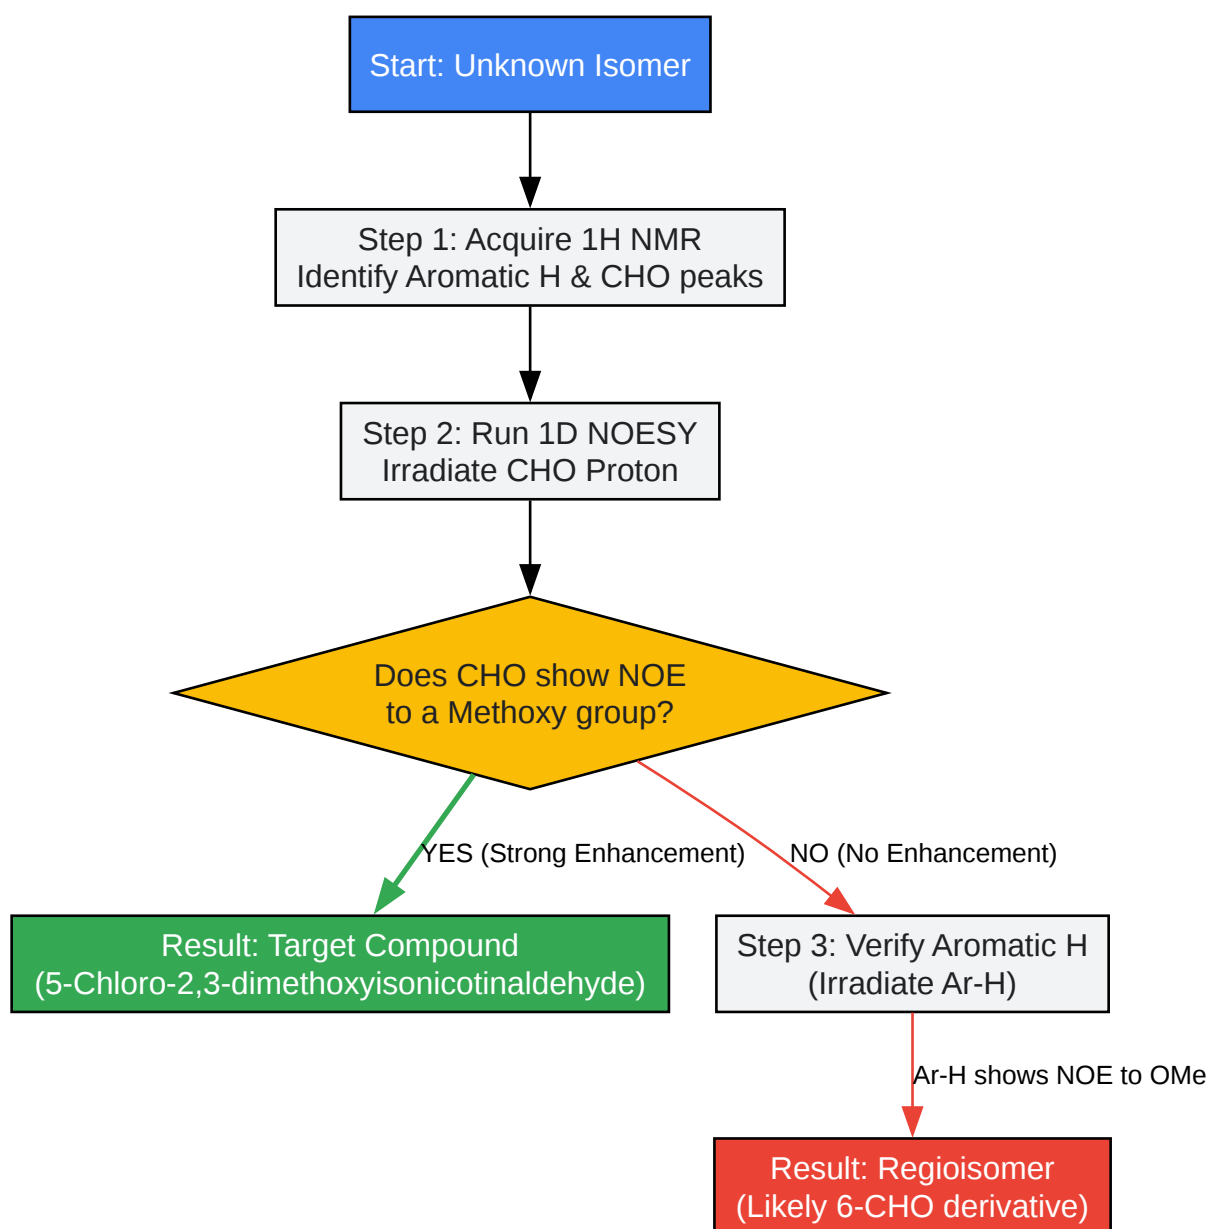 Start: Unknown Isomer
Step 1: Acquire 1H NMR
Identify Aromatic H & CHO peaks
Step 2: Run 1D NOESY
Irradiate CHO Proton
Does CHO show NOE
to a Methoxy group?
YES (Strong Enhancement)
NO (No Enhancement)
Result: Target Compound
(5-Chloro-2,3-dimethoxyisonicotinaldehyde)
Step 3: Verify Aromatic H
(Irradiate Ar-H)
Ar-H shows NOE to OMe
Result: Regioisomer
(Likely 6-CHO derivative)